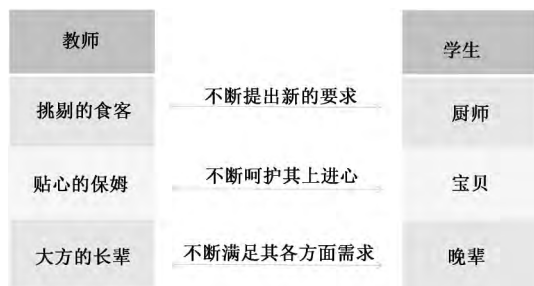 教师
学生
挑剔的食客
不断提出新的要求
厨师
贴心的保姆
不断呵护其上进心
宝贝
大方的长辈
不断满足其各方面需求
晚辈